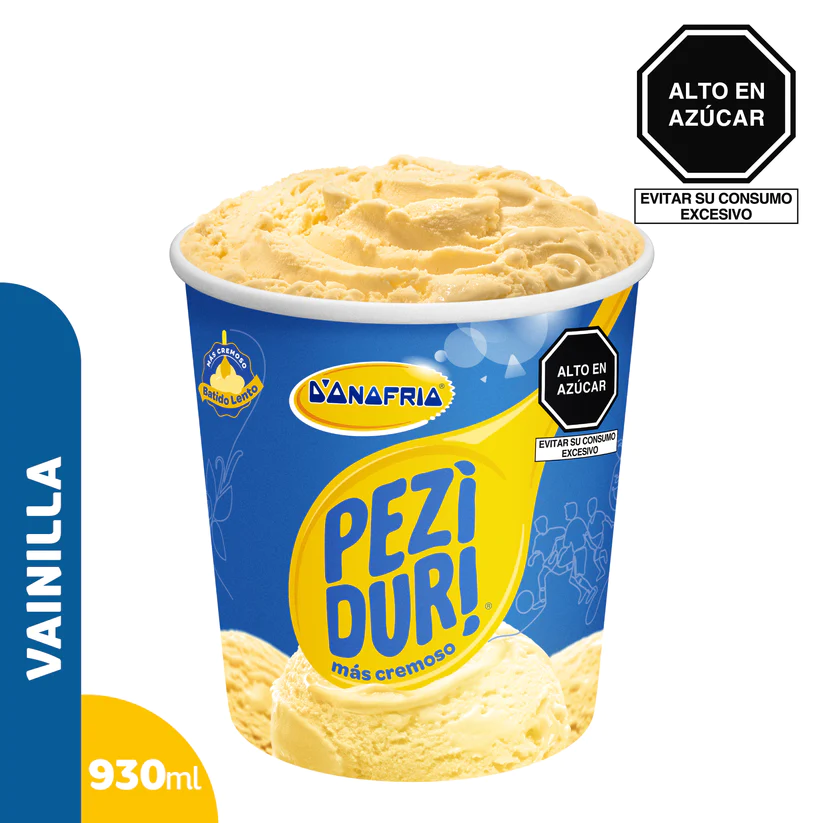 ALTO EN
AZÚCAR
EVITAR SU CONSUMO
EXCESIVO
MÁS CREMOSO
Batido Lento
D'ONOFRIO®
ALTO EN
AZÚCAR
EVITAR SU CONSUMO
EXCESIVO
PEZÌ
DURI®
más cremoso
VAINILLA
930ml